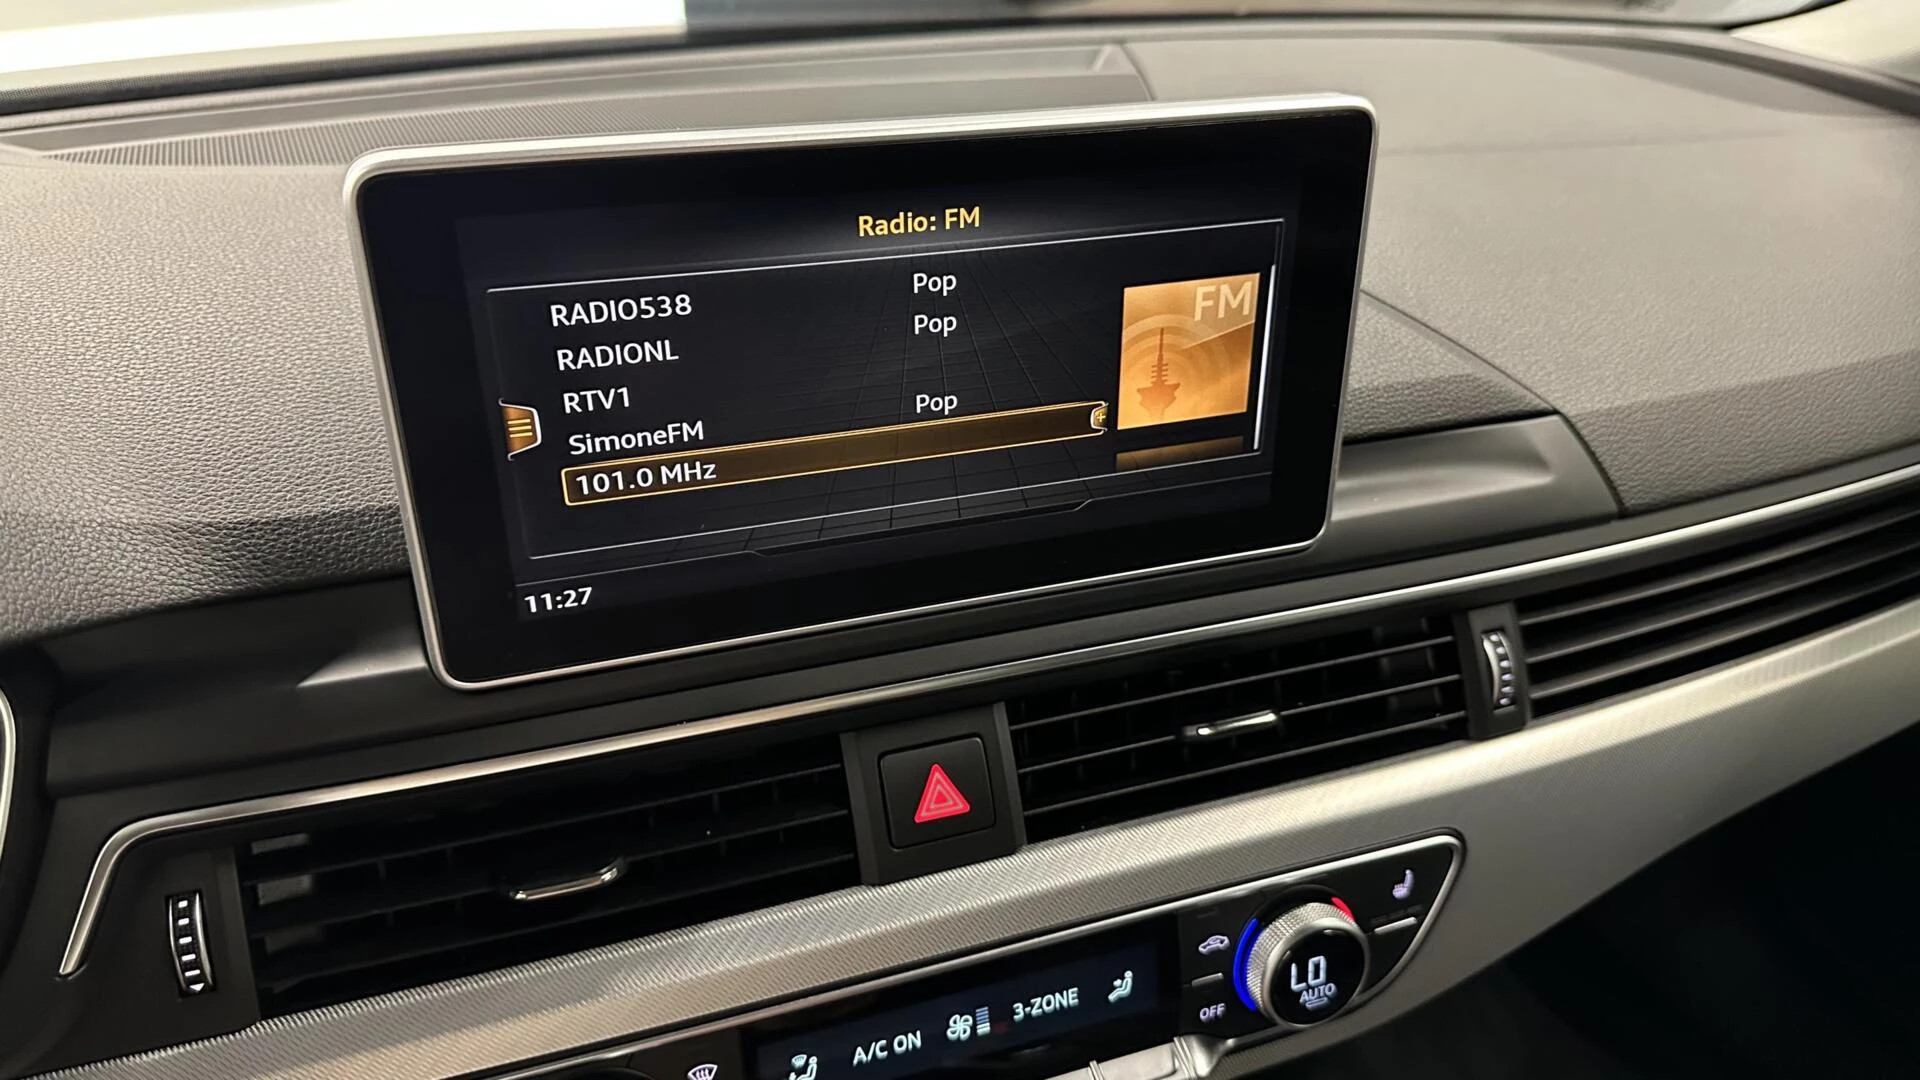 Radio: FM
RADIO538 Pop
RADIONL Pop
RTV1
SimoneFM Pop
101.0 MHz
FM
11:27
LO
AUTO
OFF
A/C ON
3-ZONE